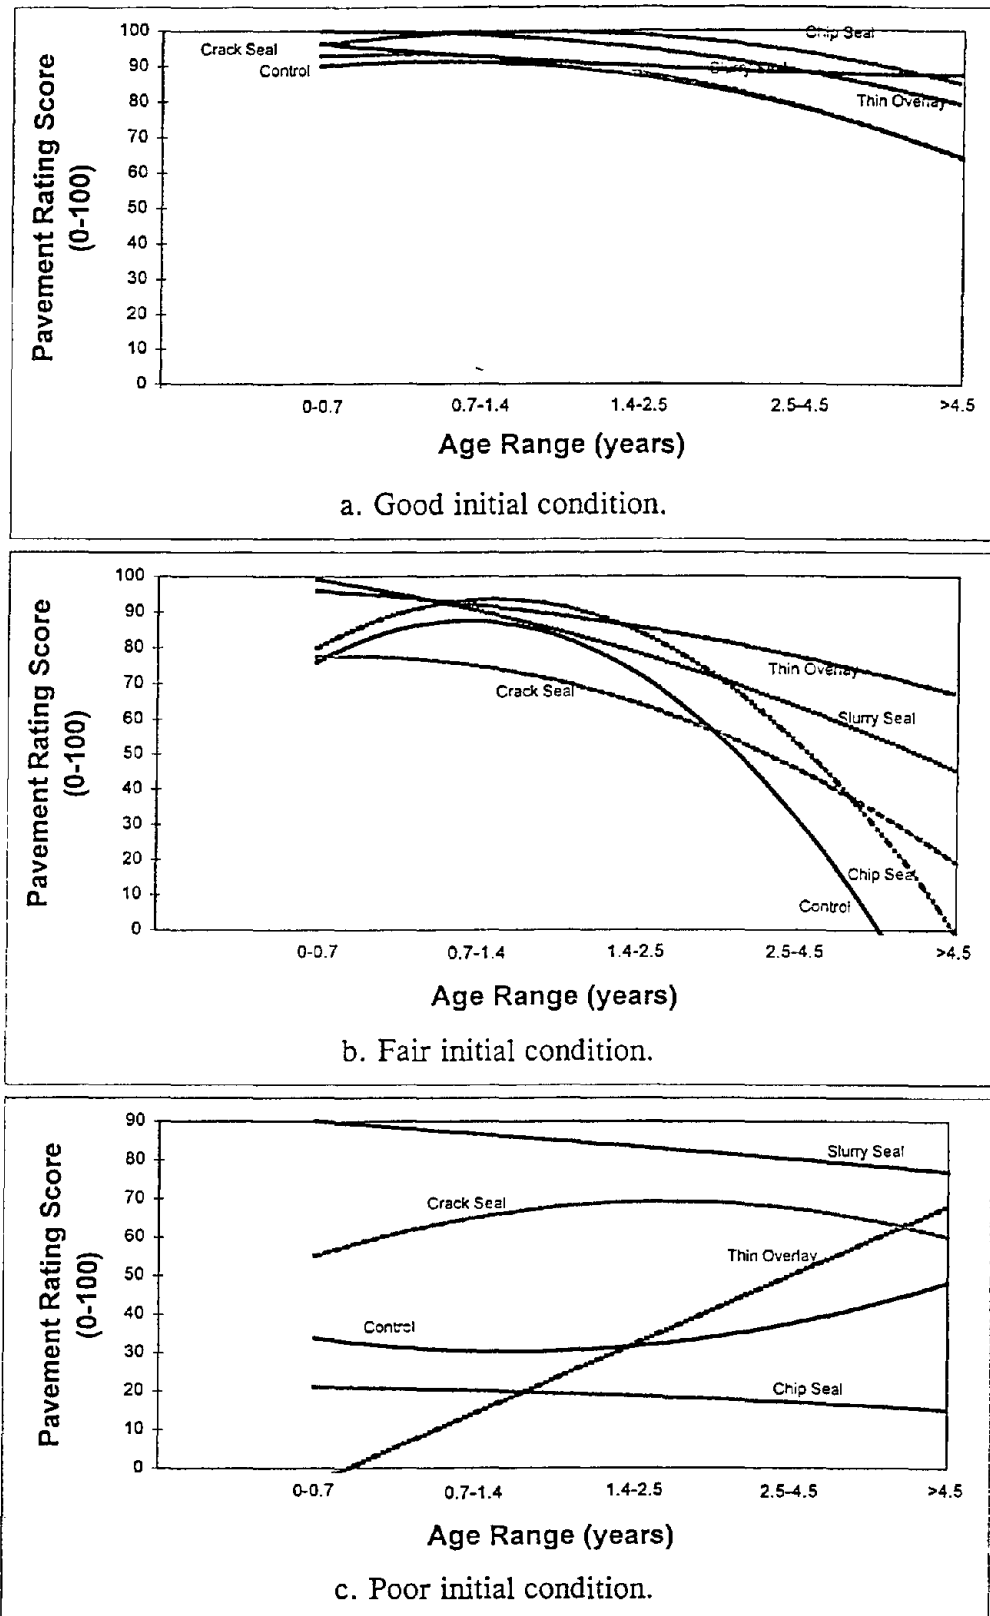 Pavement Rating Score
(0-100)
100
90
80
70
60
50
40
30
20
10
0
Crack Seal
Control
Chip Seal
Slurry Seal
Thin Overlay
0-0.7
0.7-1.4
1.4-2.5
2.5-4.5
>4.5
Age Range (years)
a. Good initial condition.
Pavement Rating Score
(0-100)
100
90
80
70
60
50
40
30
20
10
0
Thin Overlay
Crack Seal
Slurry Seal
Chip Seal
Control
0-0.7
0.7-1.4
1.4-2.5
2.5-4.5
>4.5
Age Range (years)
b. Fair initial condition.
Pavement Rating Score
(0-100)
90
80
70
60
50
40
30
20
10
0
Slurry Seal
Crack Seal
Thin Overlay
Control
Chip Seal
0-0.7
0.7-1.4
1.4-2.5
2.5-4.5
>4.5
Age Range (years)
c. Poor initial condition.